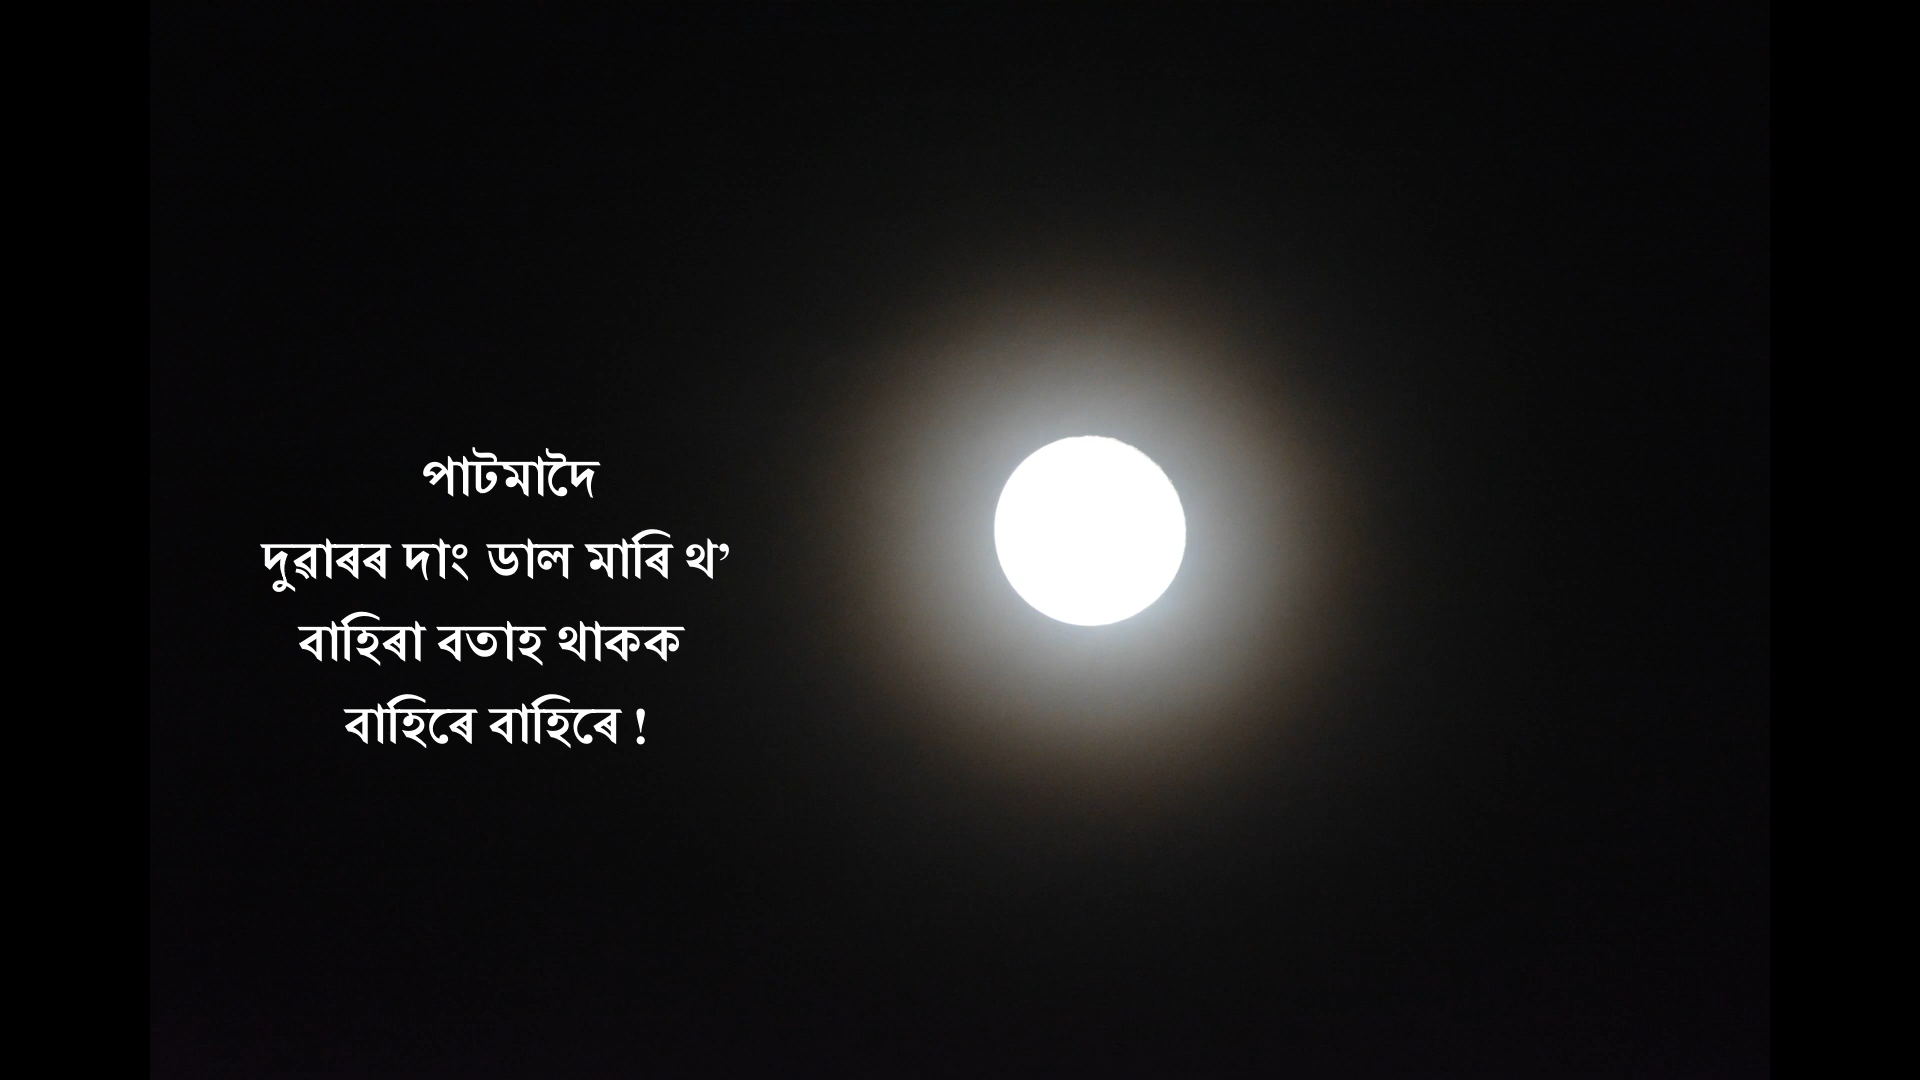 পাটমাদৈ
দুৱাৰৰ দাং ডাল মাৰি থ’
বাহিৰা বতাহ থাকক
বাহিৰে বাহিৰে !